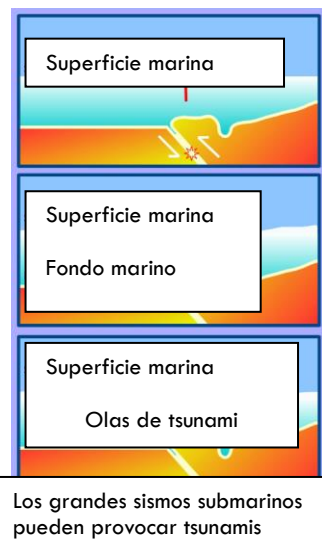 Superficie marina
Superficie marina
Fondo marino
Superficie marina
Olas de tsunami
Los grandes sismos submarinos
pueden provocar tsunamis